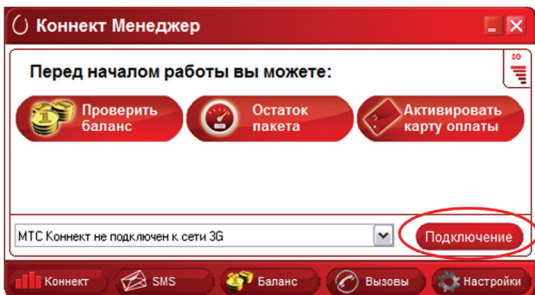 Коннект Менеджер
Перед началом работы вы можете:
Проверить
баланс
Остаток
пакета
Активировать
карту оплаты
МТС Коннект не подключен к сети 3G
Подключение
Коннект
SMS
Баланс
Вызовы
Настройки